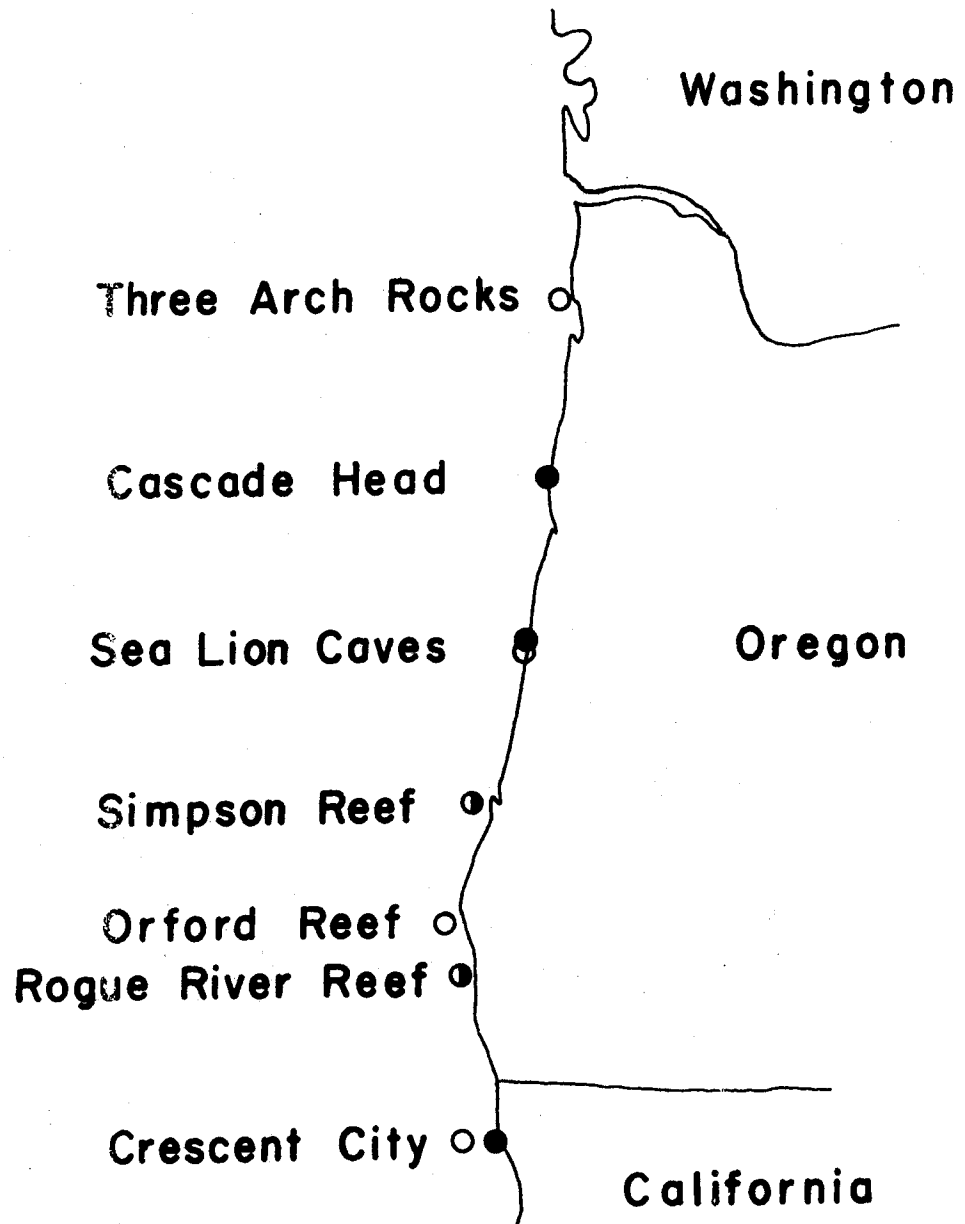 Washington
Three Arch Rocks
Cascade Head
Sea Lion Caves
Oregon
Simpson Reef
Orford Reef
Rogue River Reef
Crescent City
California